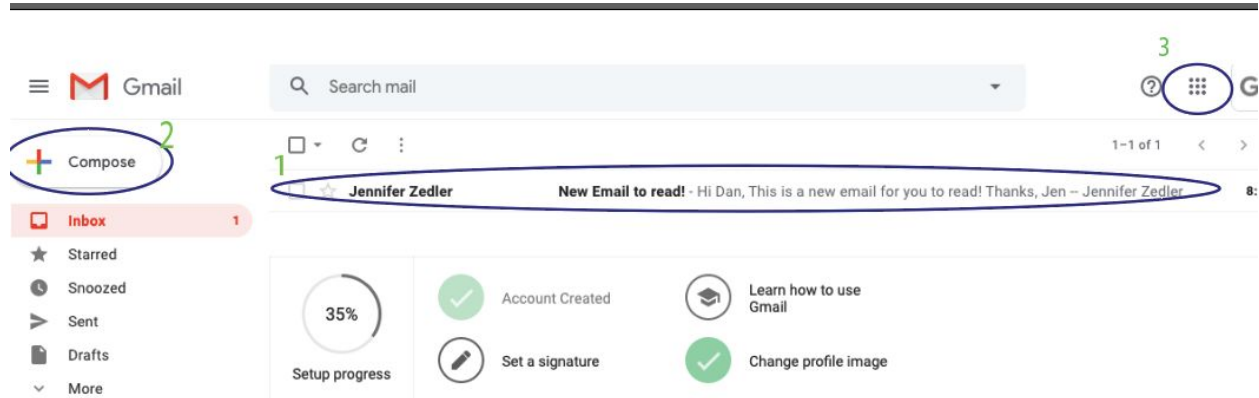 3
Gmail
Search mail
G
2
Compose
1-1 of 1
1
Jennifer Zedler New Email to read! - Hi Dan, This is a new email for you to read! Thanks, Jen -- Jennifer Zedler 8:
Inbox 1
Starred
Snoozed
Sent
Drafts
More
35%
Setup progress
Account Created
Learn how to use
Gmail
Set a signature
Change profile image